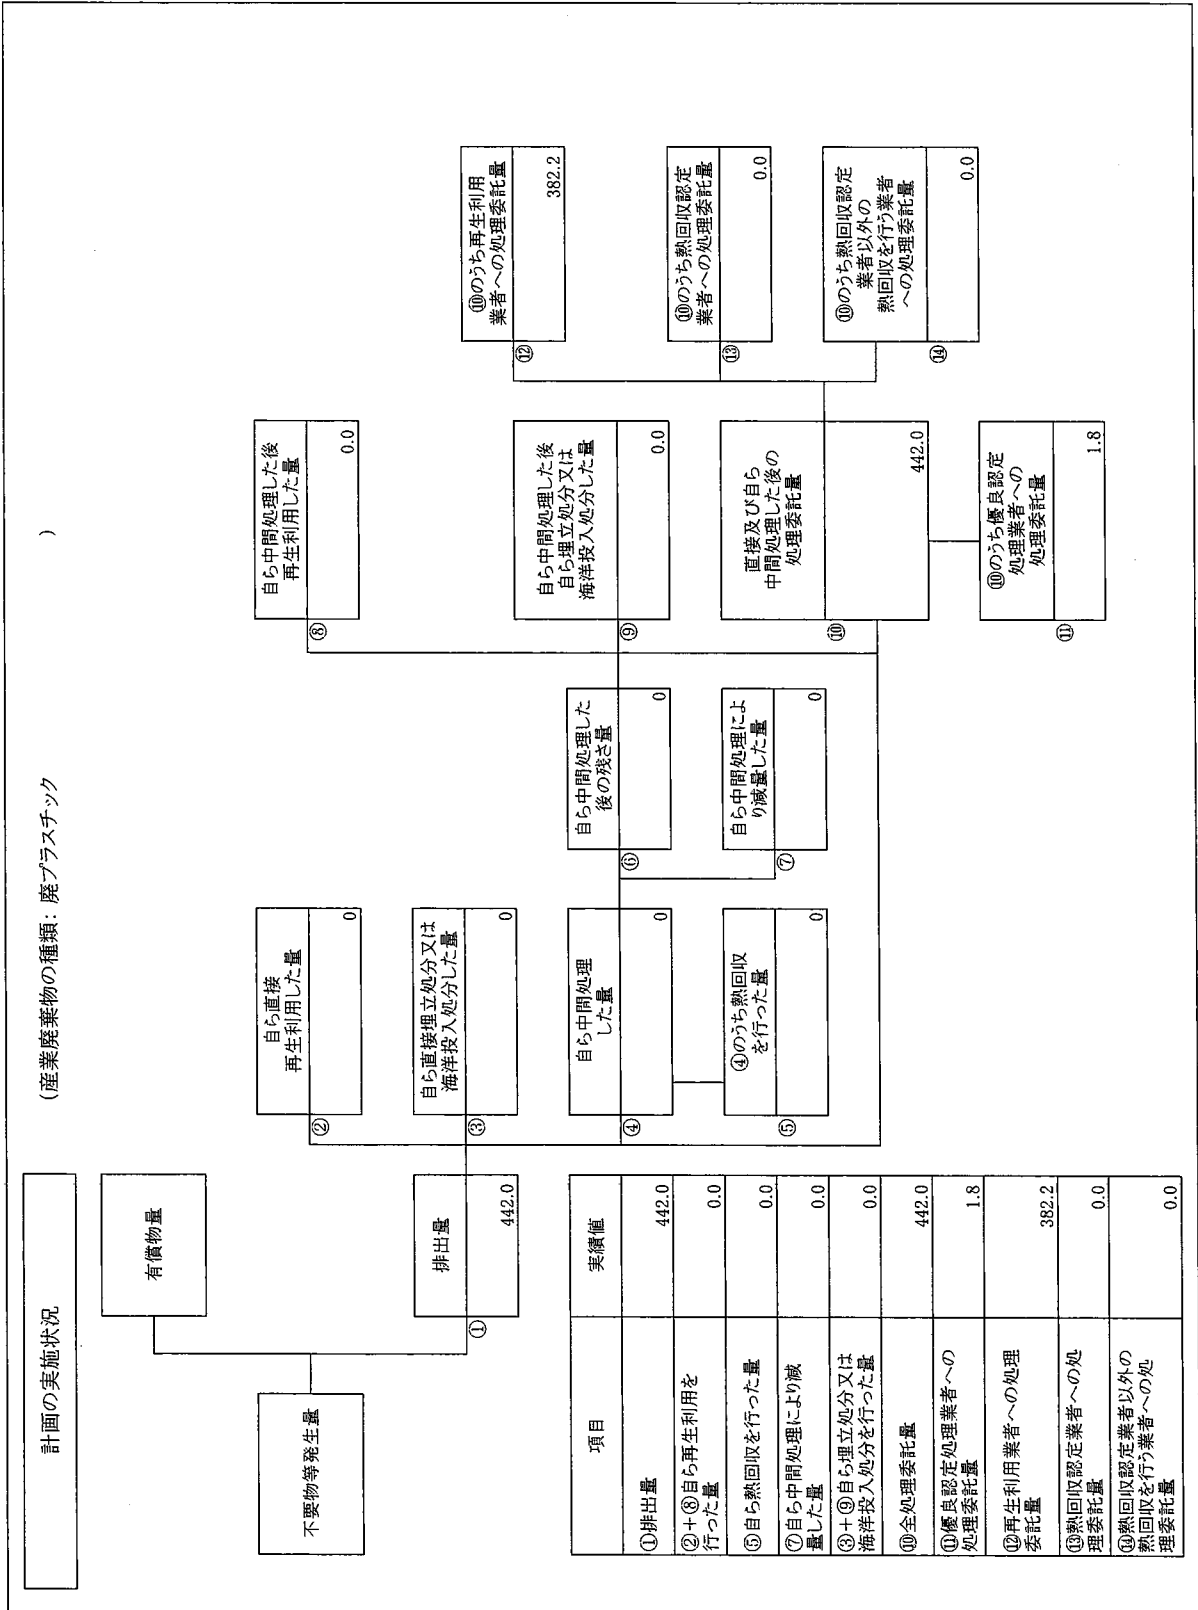 計画の実施状況
(産業廃棄物の種類: 廃プラスチック )
不要物等発生量
有償物量
①
排出量
442.0
②
自ら直接
再生利用した量
0
③
自ら直接埋立処分又は
海洋投入処分した量
0
④
自ら中間処理
した量
0
⑤
④のうち熱回収
を行った量
0
⑥
自ら中間処理した
後の残さ量
0
⑦
自ら中間処理によ
り減量した量
0
⑧
自ら中間処理した後
再生利用した量
0.0
⑨
自ら中間処理した後
自ら埋立処分又は
海洋投入処分した量
0.0
⑩
直接及び自ら
中間処理した後の
処理委託量
442.0
⑪
⑩のうち優良認定
処理業者への
処理委託量
1.8
⑫
⑩のうち再生利用
業者への処理委託量
382.2
⑬
⑩のうち熱回収認定
業者への処理委託量
0.0
⑭
⑩のうち熱回収認定
業者以外の
熱回収を行う業者
への処理委託量
0.0
項目 実績値
①排出量 442.0
②+⑧自ら再生利用を
行った量 0.0
⑤自ら熱回収を行った量 0.0
⑦自ら中間処理により減
量した量 0.0
③+⑨自ら埋立処分又は
海洋投入処分を行った量 0.0
⑩全処理委託量 442.0
⑪優良認定処理業者への
処理委託量 1.8
⑫再生利用業者への処理
委託量 382.2
⑬熱回収認定業者への処
理委託量 0.0
⑭熱回収認定業者以外の
熱回収を行う業者への処
理委託量 0.0